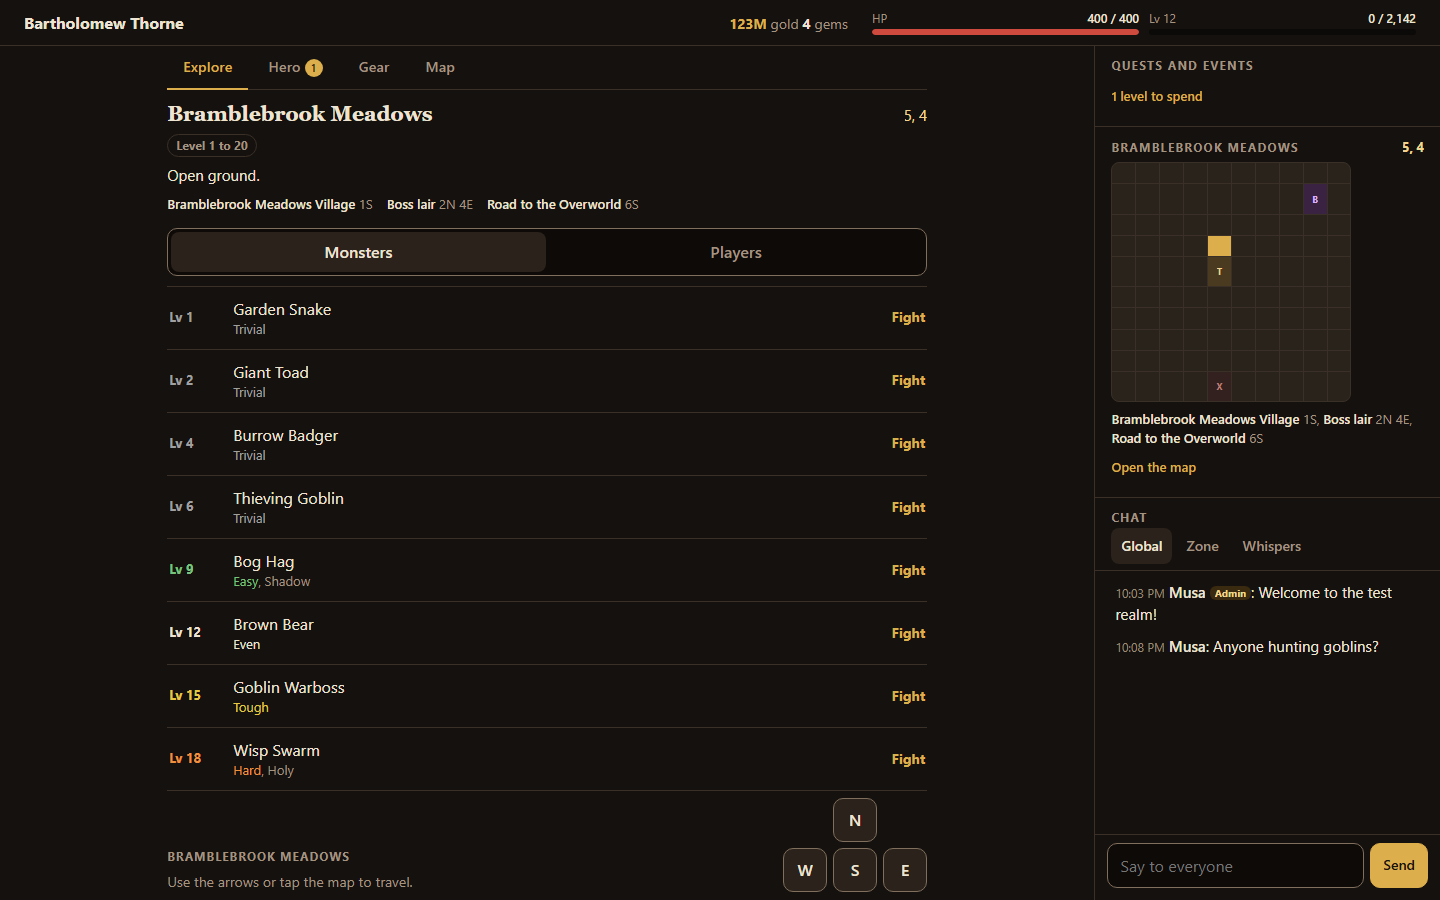 Bartholomew Thorne
123M gold 4 gems
HP 400 / 400
Lv 12 0 / 2,142
Explore Hero 1 Gear Map
Bramblebrook Meadows 5, 4
Level 1 to 20
Open ground.
Bramblebrook Meadows Village 1S Boss lair 2N 4E Road to the Overworld 6S
Monsters Players
Lv 1 Garden Snake Fight
Trivial
Lv 2 Giant Toad Fight
Trivial
Lv 4 Burrow Badger Fight
Trivial
Lv 6 Thieving Goblin Fight
Trivial
Lv 9 Bog Hag Fight
Easy, Shadow
Lv 12 Brown Bear Fight
Even
Lv 15 Goblin Warboss Fight
Tough
Lv 18 Wisp Swarm Fight
Hard, Holy
N
W S E
BRAMBLEBROOK MEADOWS
Use the arrows or tap the map to travel.
QUESTS AND EVENTS
1 level to spend
BRAMBLEBROOK MEADOWS 5, 4
B
T
X
Bramblebrook Meadows Village 1S, Boss lair 2N 4E,
Road to the Overworld 6S
Open the map
CHAT
Global Zone Whispers
10:03 PM Musa Admin: Welcome to the test
realm!
10:08 PM Musa: Anyone hunting goblins?
Say to everyone Send